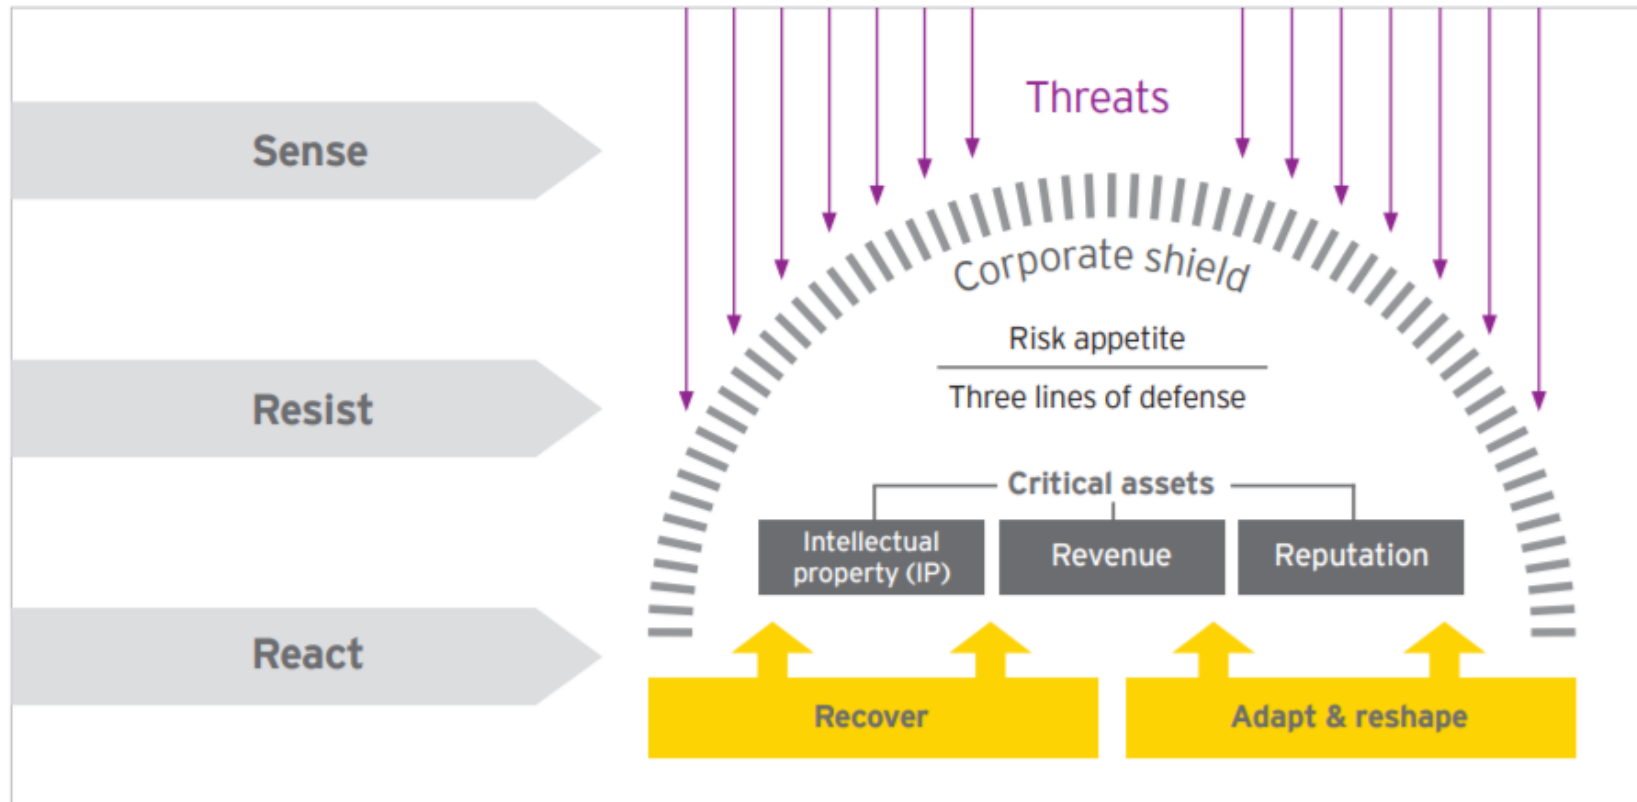 Threats
Sense
Corporate shield
Risk appetite
Resist
Three lines of defense
Critical assets
Intellectual
property (IP)
Revenue
Reputation
React
Recover
Adapt & reshape